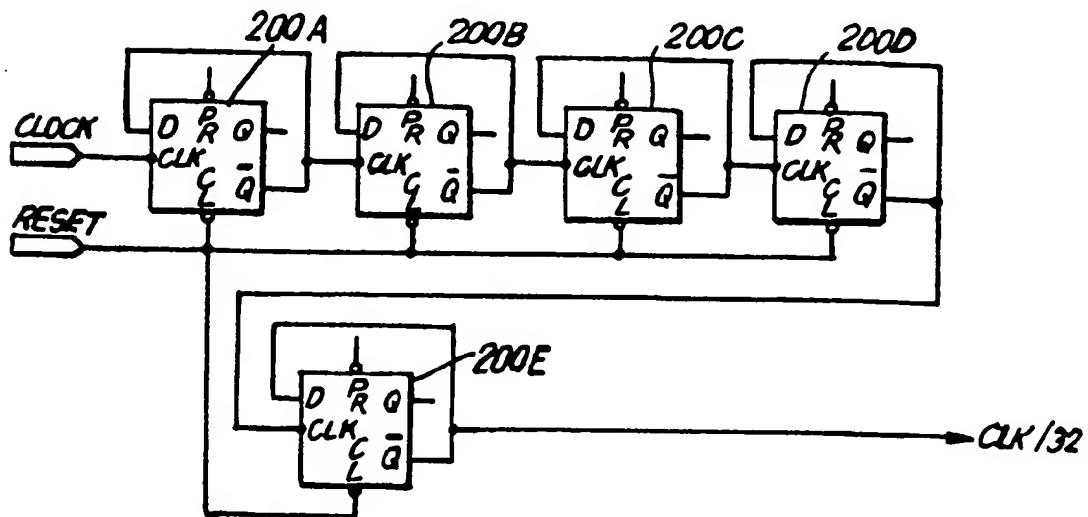 200A
200B
200C
200D
CLOCK
D PR Q
CLK
CL Q̅
D PR Q
CLK
CL Q̅
D PR Q
CLK
CL Q̅
D PR Q
CLK
CL Q̅
RESET
200E
D PR Q
CLK
CL Q̅
CLK/32